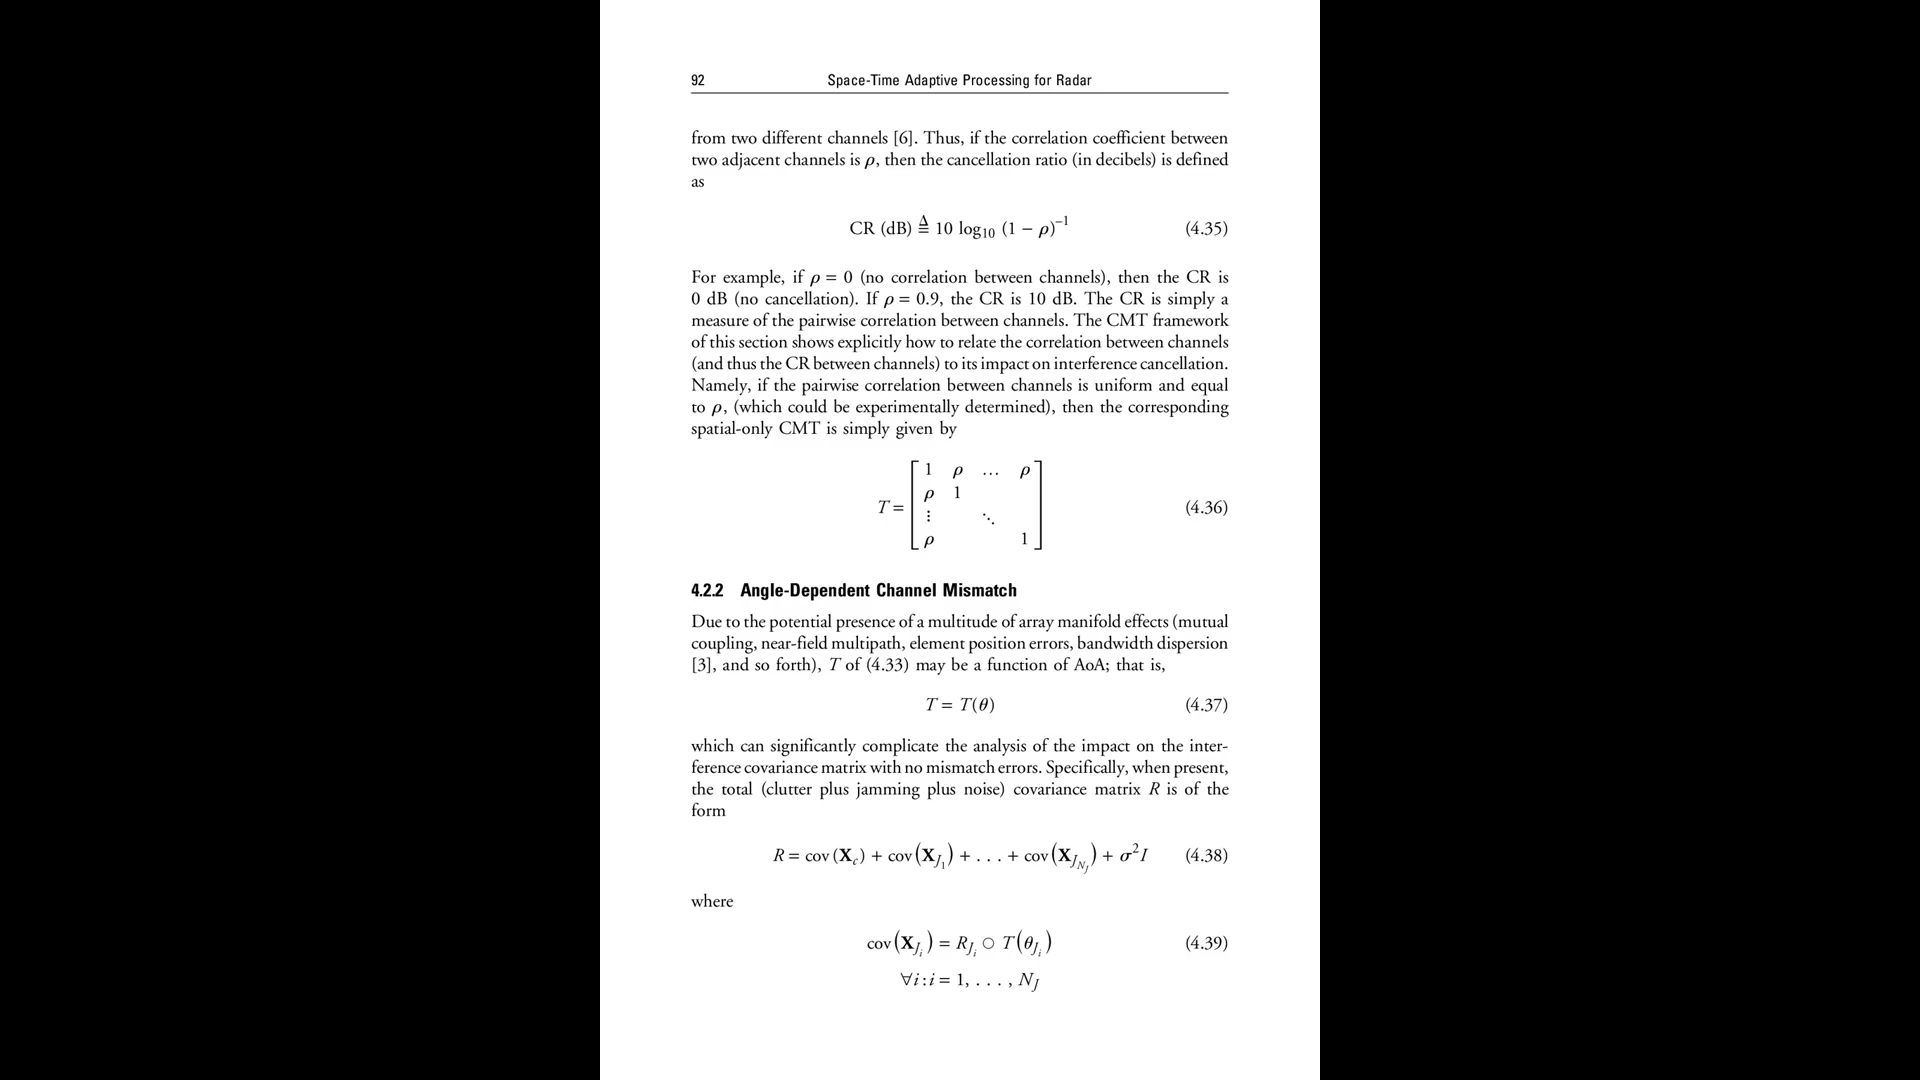 92 Space-Time Adaptive Processing for Radar
from two different channels [6]. Thus, if the correlation coefficient between
two adjacent channels is ρ, then the cancellation ratio (in decibels) is defined
as
CR (dB) ≜ 10 log₁₀ (1 − ρ)⁻¹ (4.35)
For example, if ρ = 0 (no correlation between channels), then the CR is
0 dB (no cancellation). If ρ = 0.9, the CR is 10 dB. The CR is simply a
measure of the pairwise correlation between channels. The CMT framework
of this section shows explicitly how to relate the correlation between channels
(and thus the CR between channels) to its impact on interference cancellation.
Namely, if the pairwise correlation between channels is uniform and equal
to ρ, (which could be experimentally determined), then the corresponding
spatial-only CMT is simply given by
1 ρ … ρ
ρ 1
T = ⋮ ⋱ (4.36)
ρ 1
4.2.2 Angle-Dependent Channel Mismatch
Due to the potential presence of a multitude of array manifold effects (mutual
coupling, near-field multipath, element position errors, bandwidth dispersion
[3], and so forth), T of (4.33) may be a function of AoA; that is,
T = T(θ) (4.37)
which can significantly complicate the analysis of the impact on the inter-
ference covariance matrix with no mismatch errors. Specifically, when present,
the total (clutter plus jamming plus noise) covariance matrix R is of the
form
R = cov (X_c) + cov(X_{J_1}) + . . . + cov(X_{J_{N_J}}) + σ²I (4.38)
where
cov(X_{J_i}) = R_{J_i} ○ T(θ_{J_i}) (4.39)
∀i : i = 1, . . . , N_J